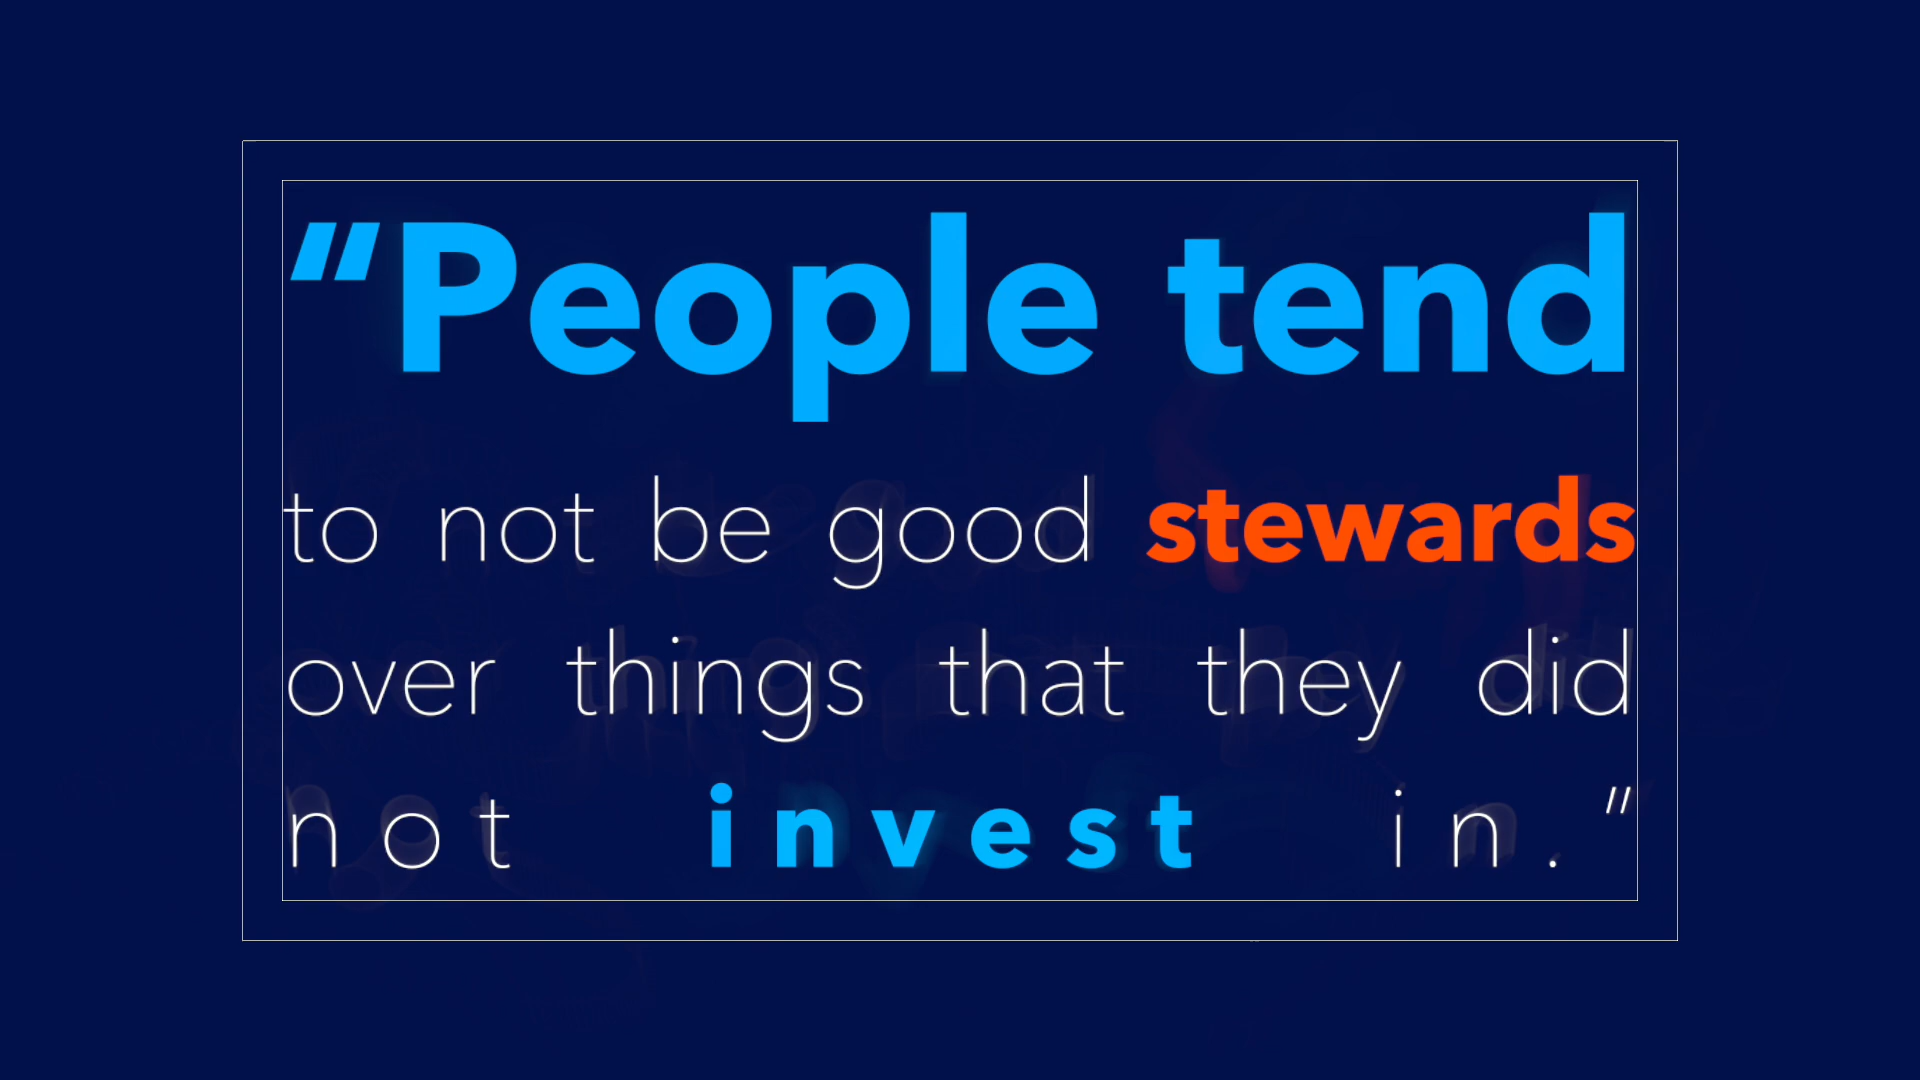 “People tend
to not be good stewards
over things that they did
not invest in.”